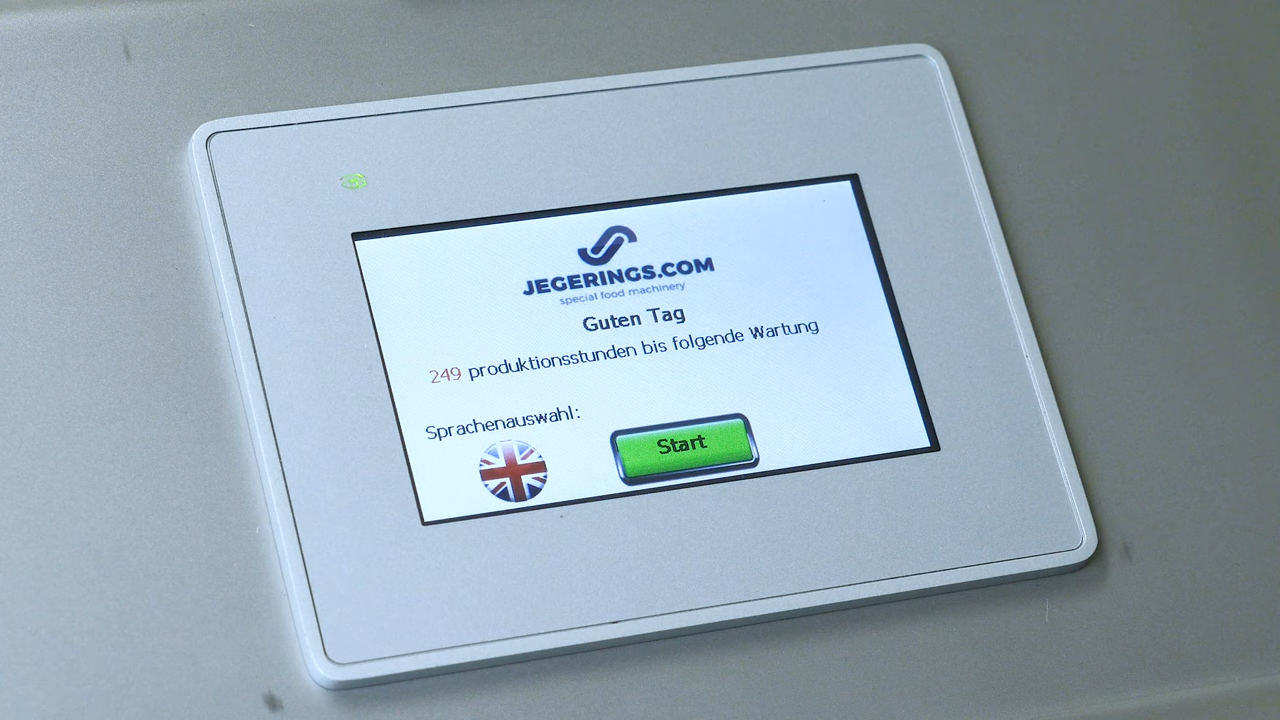 JEGERINGS.COM
special food machinery
Guten Tag
249 produktionsstunden bis folgende Wartung
Sprachenauswahl:
Start